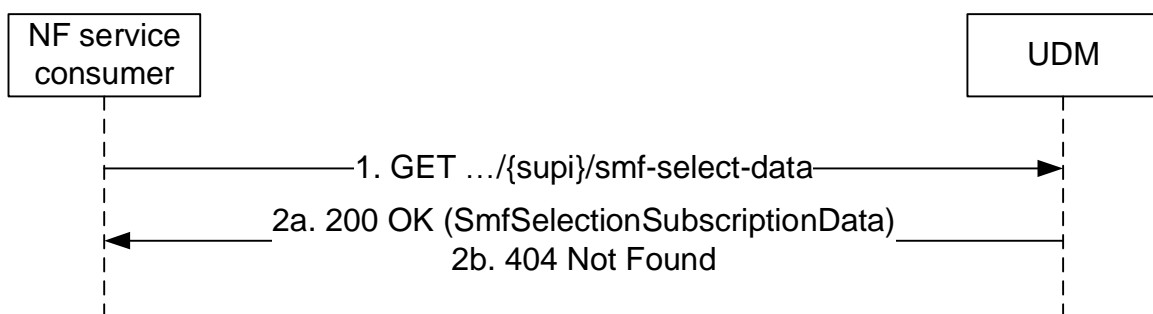 NF service
consumer
UDM
1. GET …/{supi}/smf-select-data
2a. 200 OK (SmfSelectionSubscriptionData)
2b. 404 Not Found